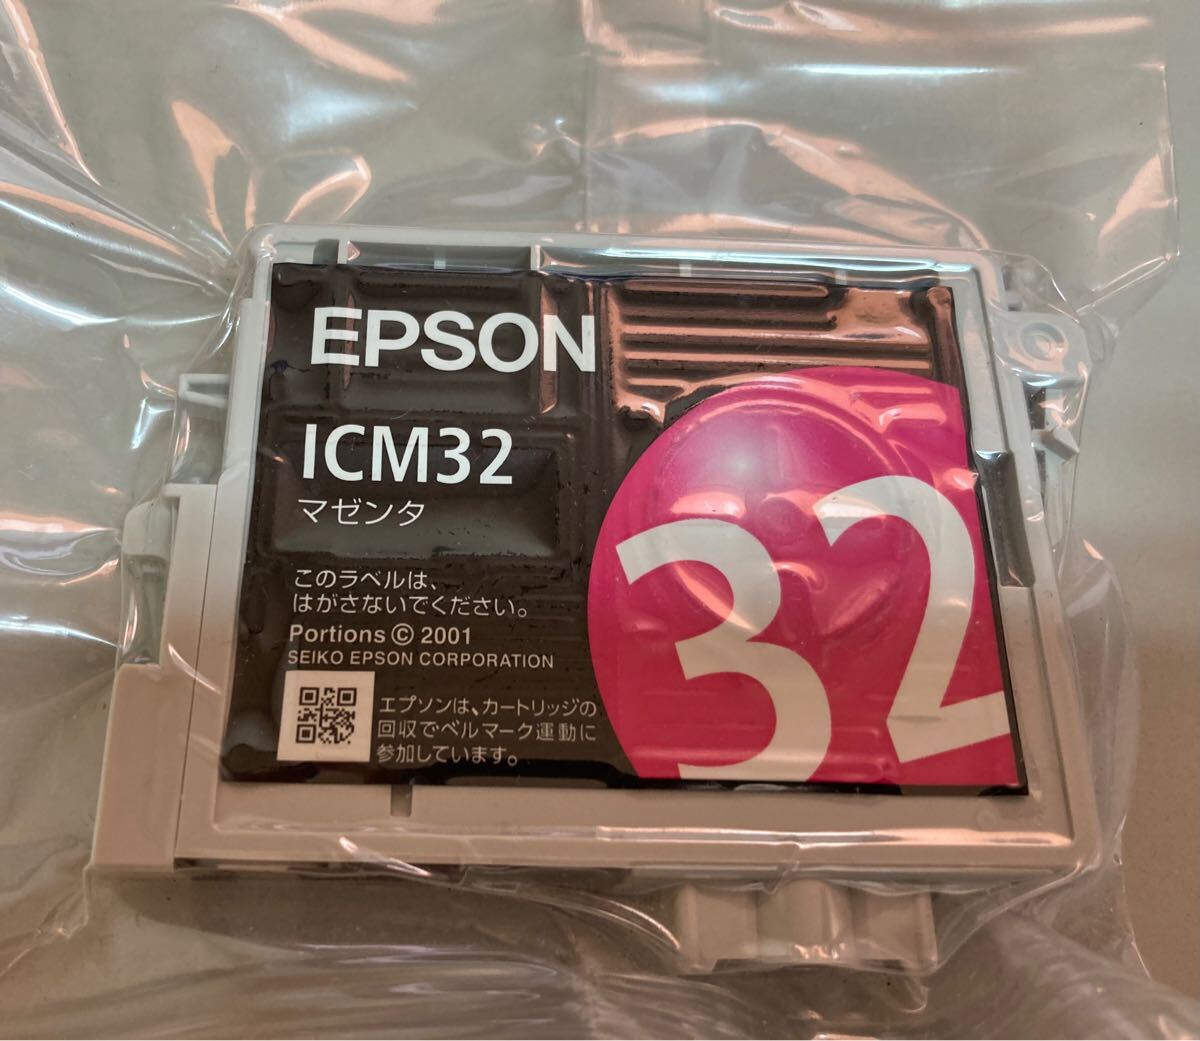 EPSON
ICM32
マゼンタ
このラベルは、
はがさないでください。
Portions © 2001
SEIKO EPSON CORPORATION
エプソンは、カートリッジの
回収でベルマーク運動に
参加しています。
32